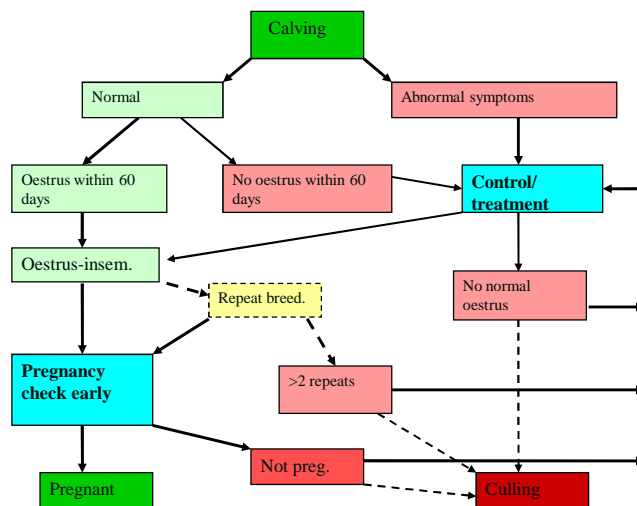 Calving
Normal
Abnormal symptoms
Oestrus within 60
days
No oestrus within 60
days
Control/
treatment
Oestrus-insem.
Repeat breed.
No normal
oestrus
Pregnancy
check early
>2 repeats
Not preg.
Pregnant
Culling